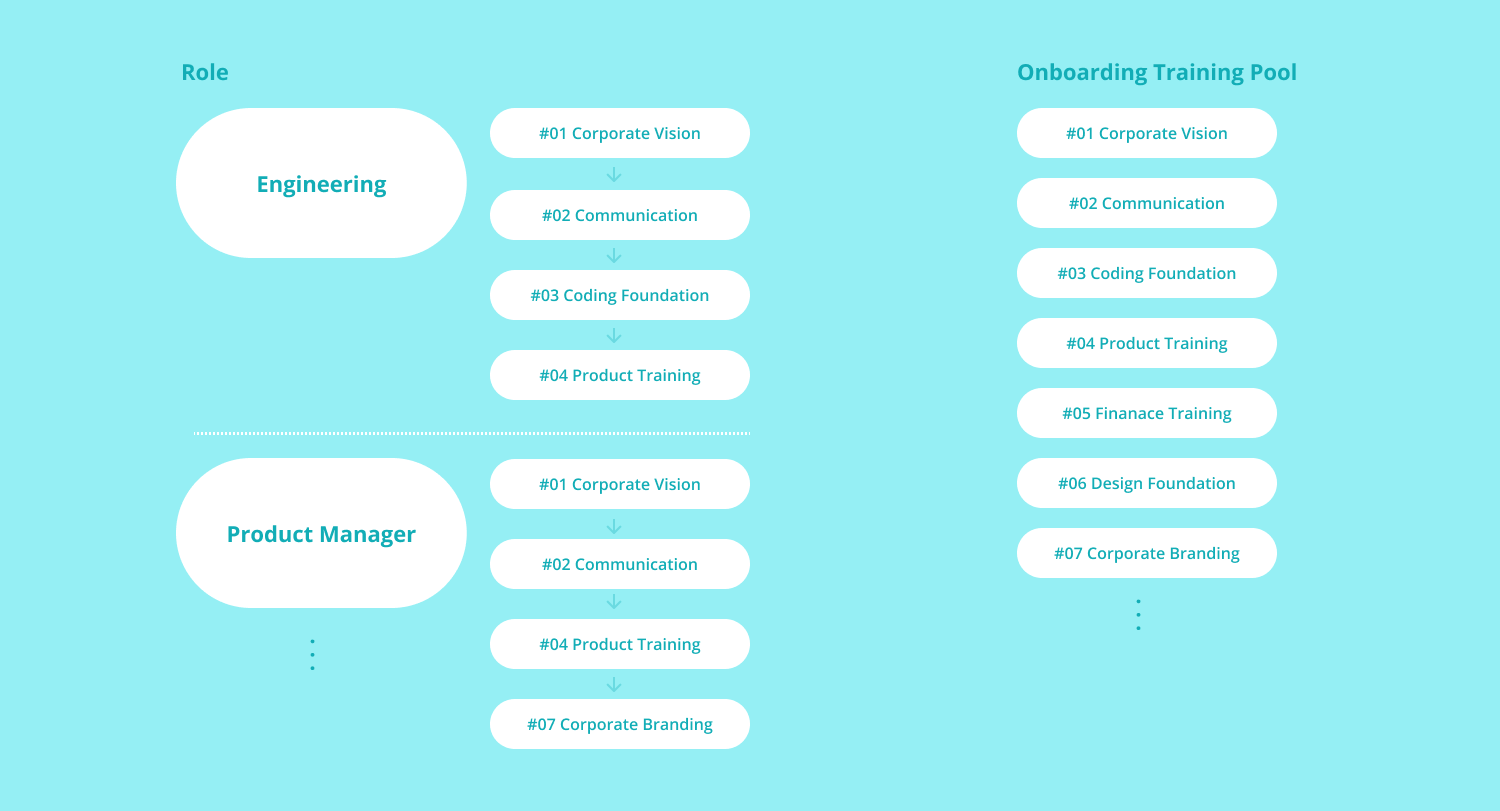 Role
Engineering
#01 Corporate Vision
#02 Communication
#03 Coding Foundation
#04 Product Training
Product Manager
#01 Corporate Vision
#02 Communication
#04 Product Training
#07 Corporate Branding
Onboarding Training Pool
#01 Corporate Vision
#02 Communication
#03 Coding Foundation
#04 Product Training
#05 Finanace Training
#06 Design Foundation
#07 Corporate Branding